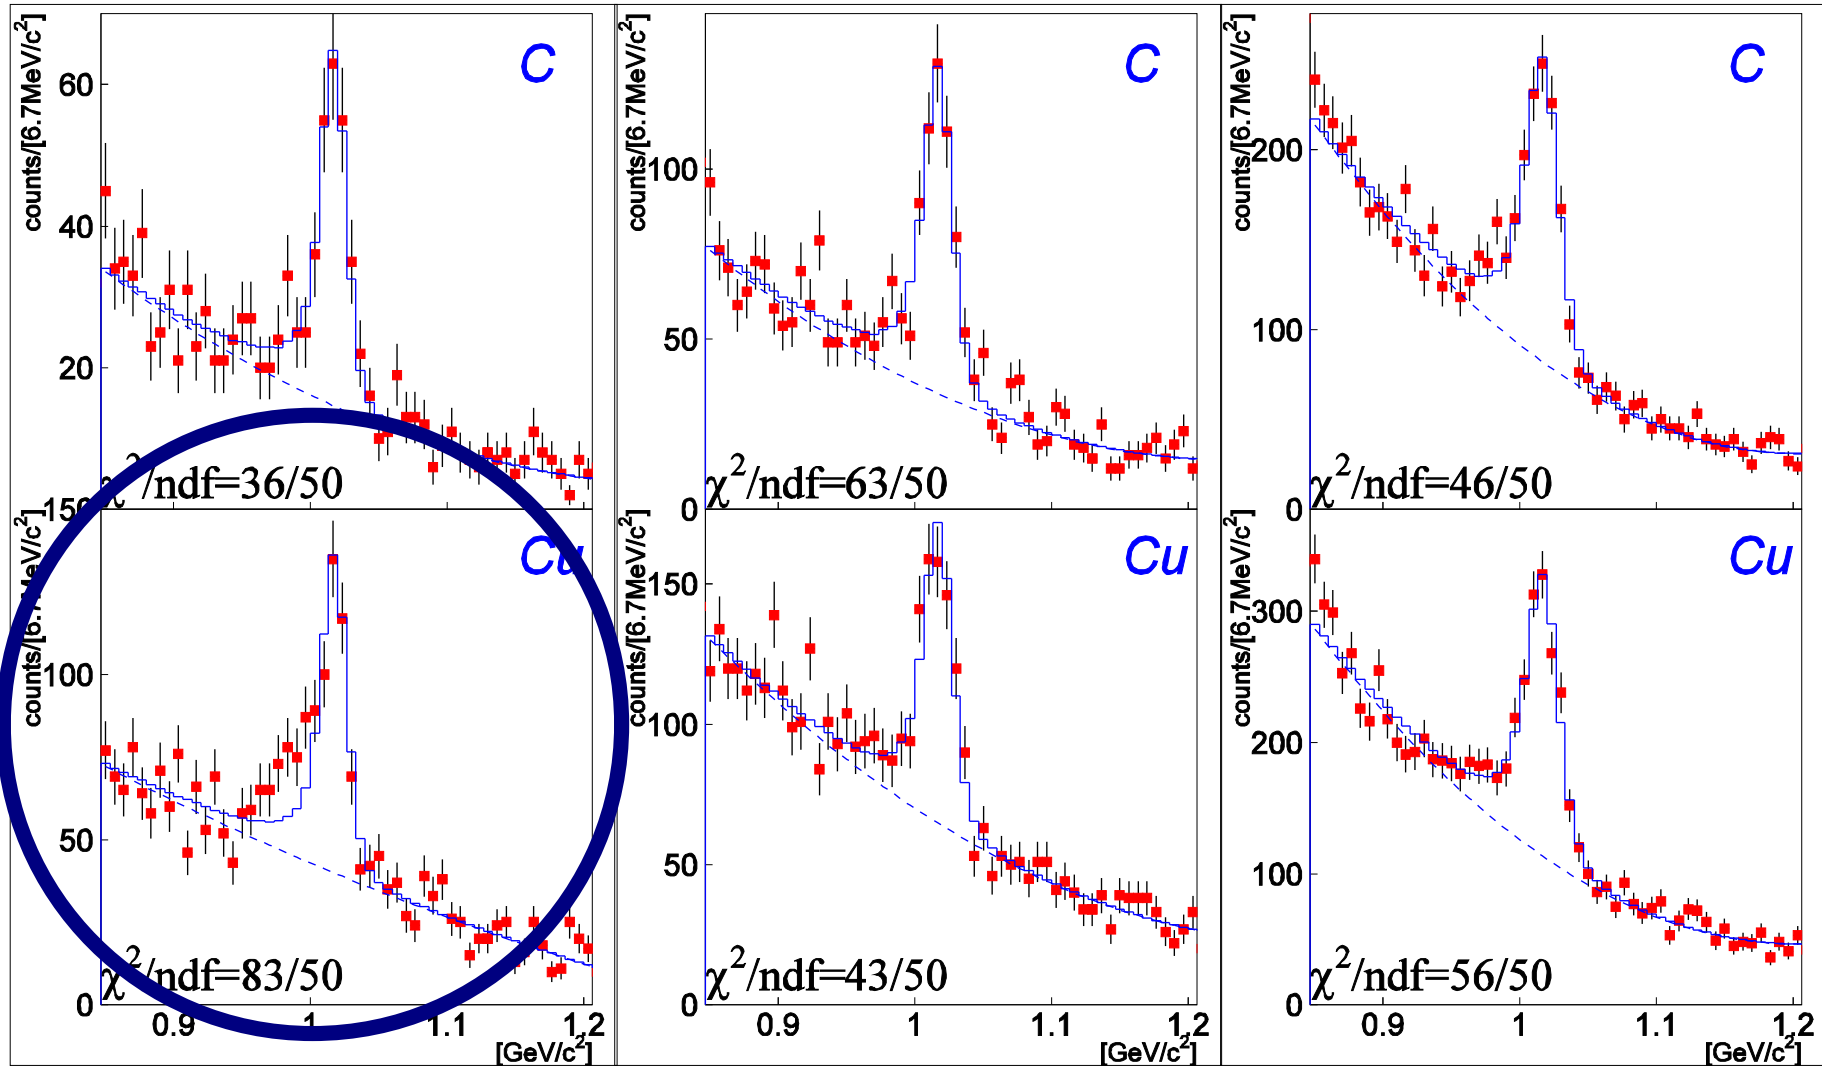 counts/[6.7MeV/c²]
C
60
40
20
χ²/ndf=36/50
counts/[6.7MeV/c²]
C
100
50
0
χ²/ndf=63/50
counts/[6.7MeV/c²]
C
200
100
0
χ²/ndf=46/50
counts/[6.7MeV/c²]
Cu
150
100
50
0
χ²/ndf=83/50
0.9 1 1.1 1.2
[GeV/c²]
counts/[6.7MeV/c²]
Cu
150
100
50
0
χ²/ndf=43/50
0.9 1 1.1 1.2
[GeV/c²]
counts/[6.7MeV/c²]
Cu
300
200
100
0
χ²/ndf=56/50
0.9 1 1.1 1.2
[GeV/c²]